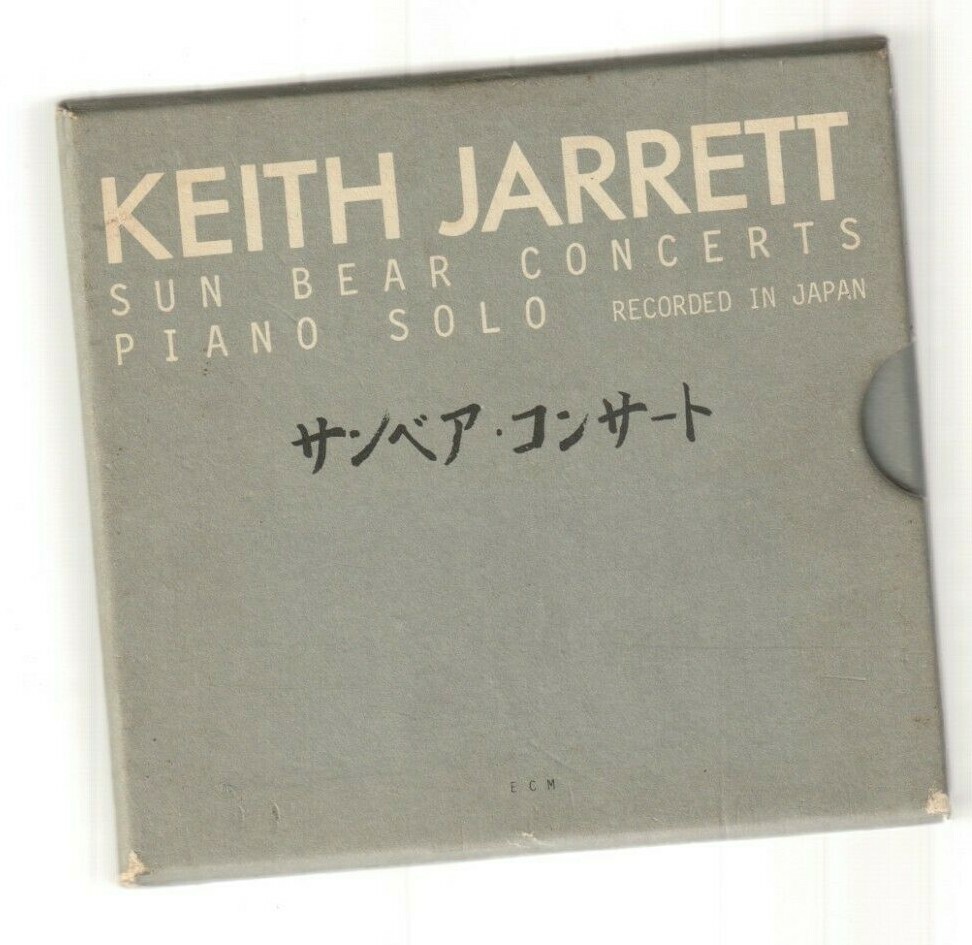 KEITH JARRETT
SUN BEAR CONCERTS
PIANO SOLO RECORDED IN JAPAN
サンベア・コンサート
ECM